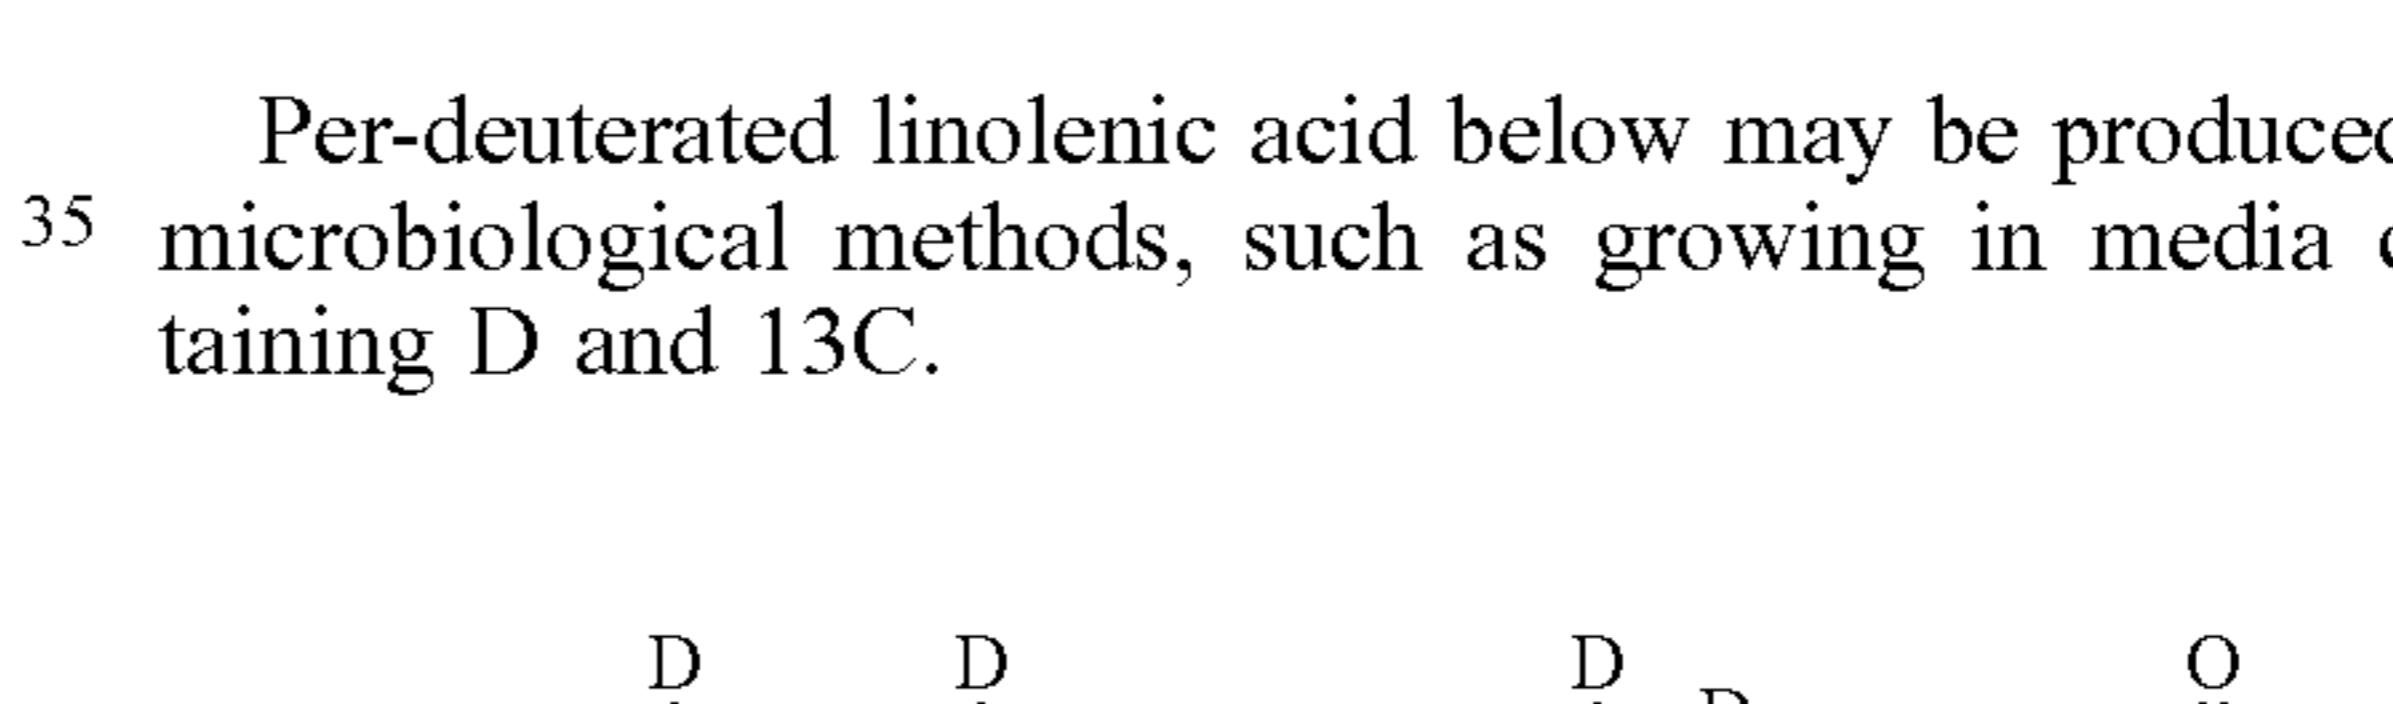 Per-deuterated linolenic acid below may be produced
35 microbiological methods, such as growing in media
taining D and 13C.
D D D O
D